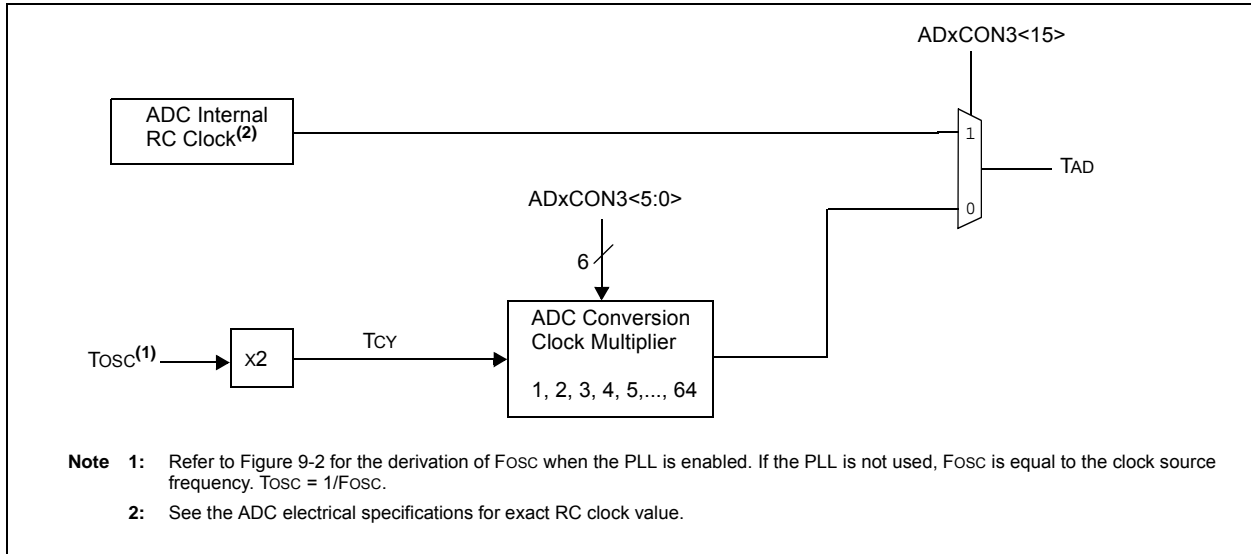 ADxCON3<15>
ADC Internal
RC Clock(2)
1
TAD
ADxCON3<5:0>
0
6
ADC Conversion
Clock Multiplier
TOSC(1)
X2
TCY
1, 2, 3, 4, 5,..., 64
Note 1: Refer to Figure 9-2 for the derivation of FOSC when the PLL is enabled. If the PLL is not used, FOSC is equal to the clock source
frequency. TOSC = 1/FOSC.
2: See the ADC electrical specifications for exact RC clock value.